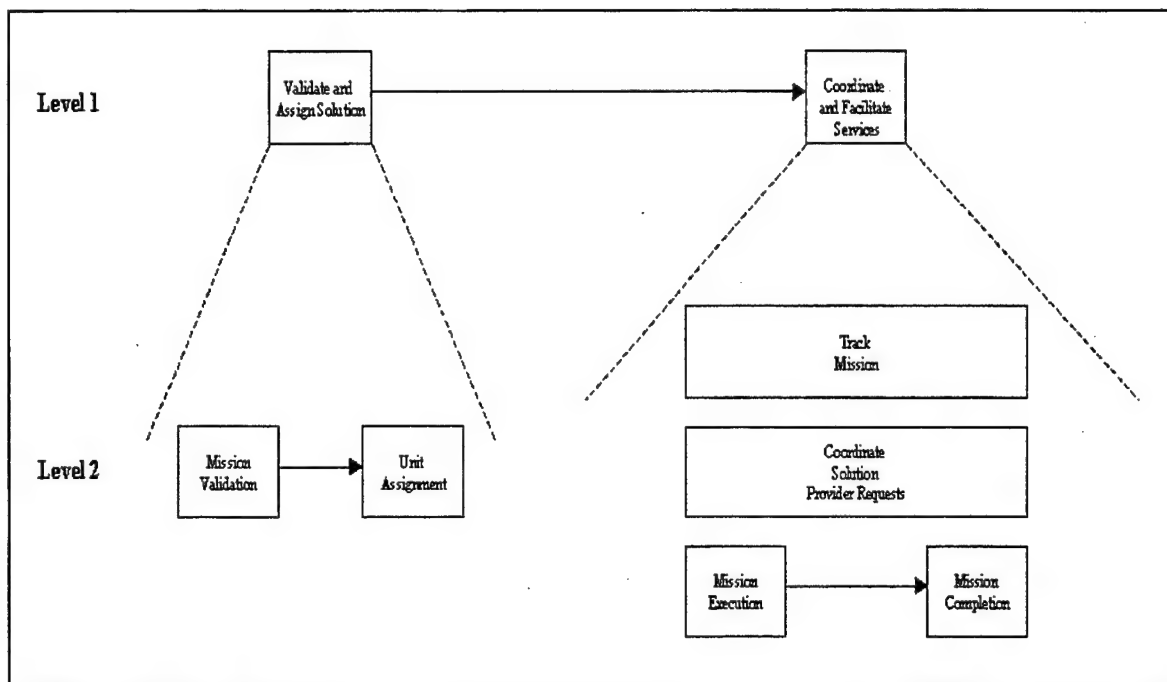 Level 1
Validate and
Assign Solution
Coordinate
and Facilitate
Services
Track
Mission
Level 2
Mission
Validation
Unit
Assignment
Coordinate
Solution
Provider Requests
Mission
Execution
Mission
Completion